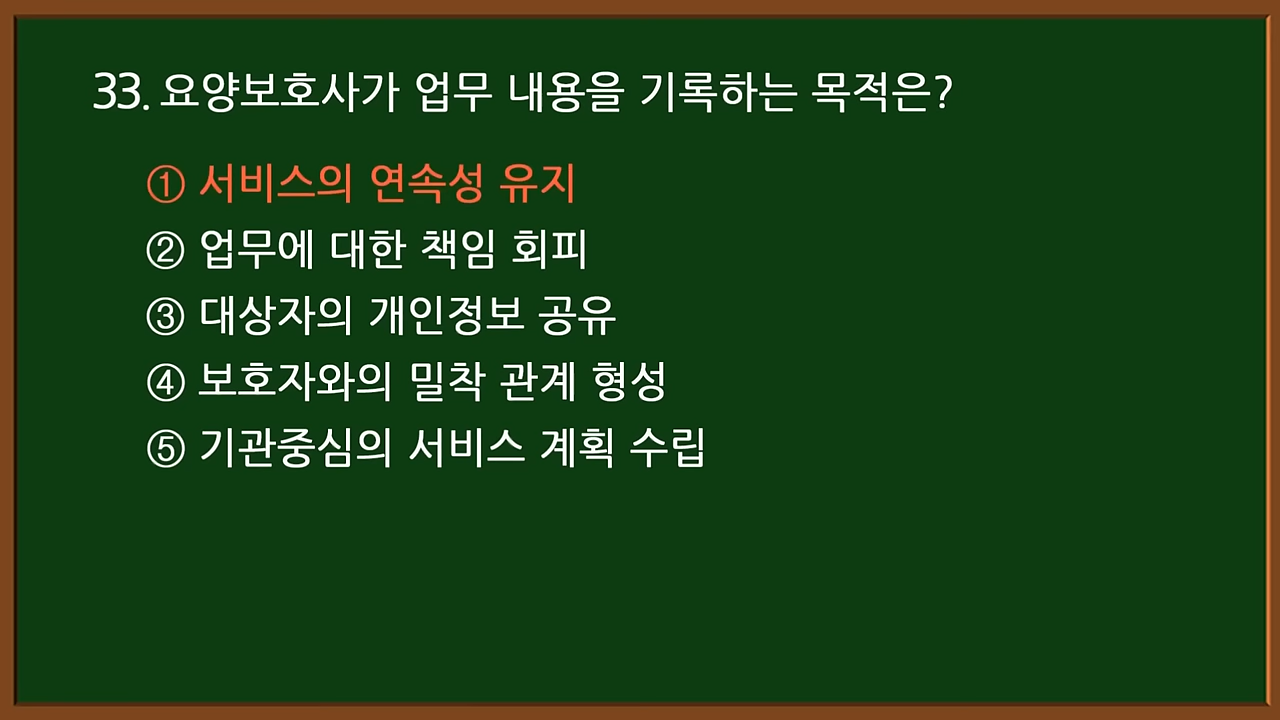 33. 요양보호사가 업무 내용을 기록하는 목적은?
① 서비스의 연속성 유지
② 업무에 대한 책임 회피
③ 대상자의 개인정보 공유
④ 보호자와의 밀착 관계 형성
⑤ 기관중심의 서비스 계획 수립